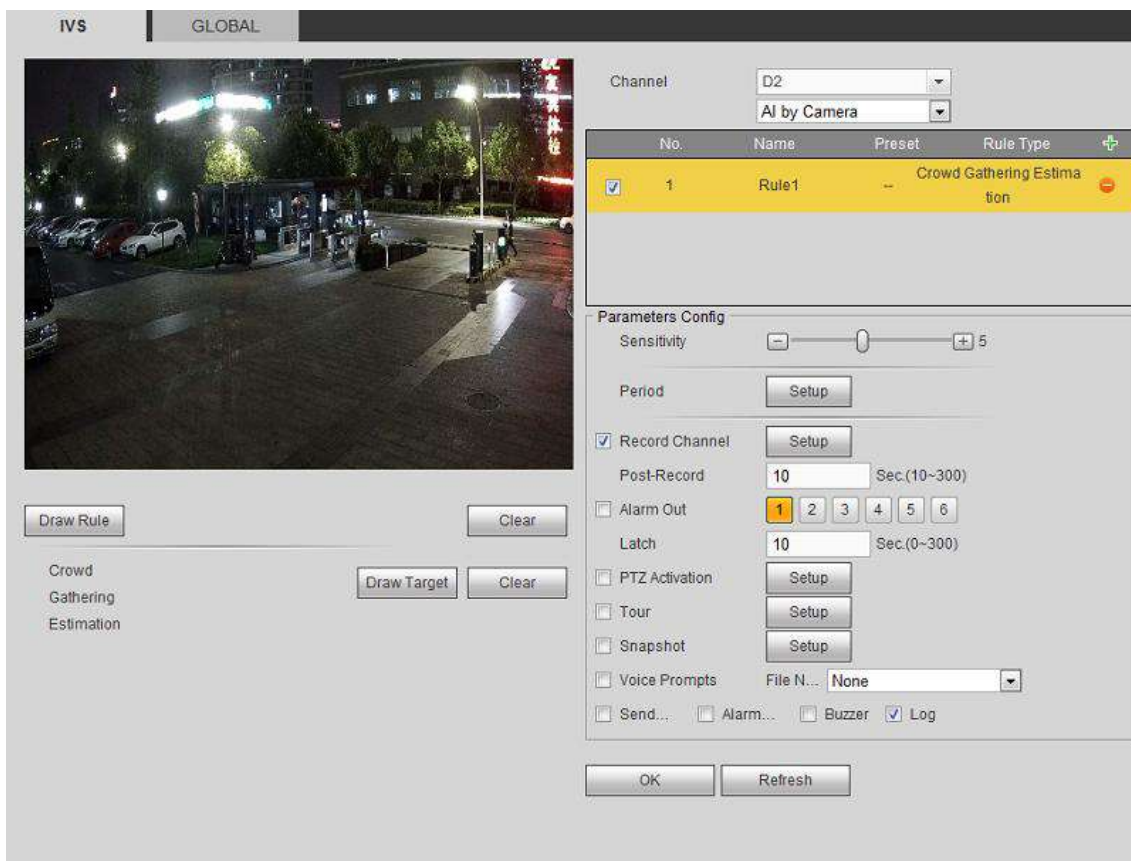 IVS GLOBAL
Channel D2
AI by Camera
No. Name Preset Rule Type
1 Rule1 -- Crowd Gathering Estima
tion
Parameters Config
Sensitivity 5
Period Setup
Record Channel Setup
Post-Record 10 Sec.(10~300)
Draw Rule Clear
Alarm Out 1 2 3 4 5 6
Latch 10 Sec.(0~300)
Crowd
Gathering
Estimation
Draw Target Clear
PTZ Activation Setup
Tour Setup
Snapshot Setup
Voice Prompts File N... None
Send... Alarm... Buzzer Log
OK Refresh